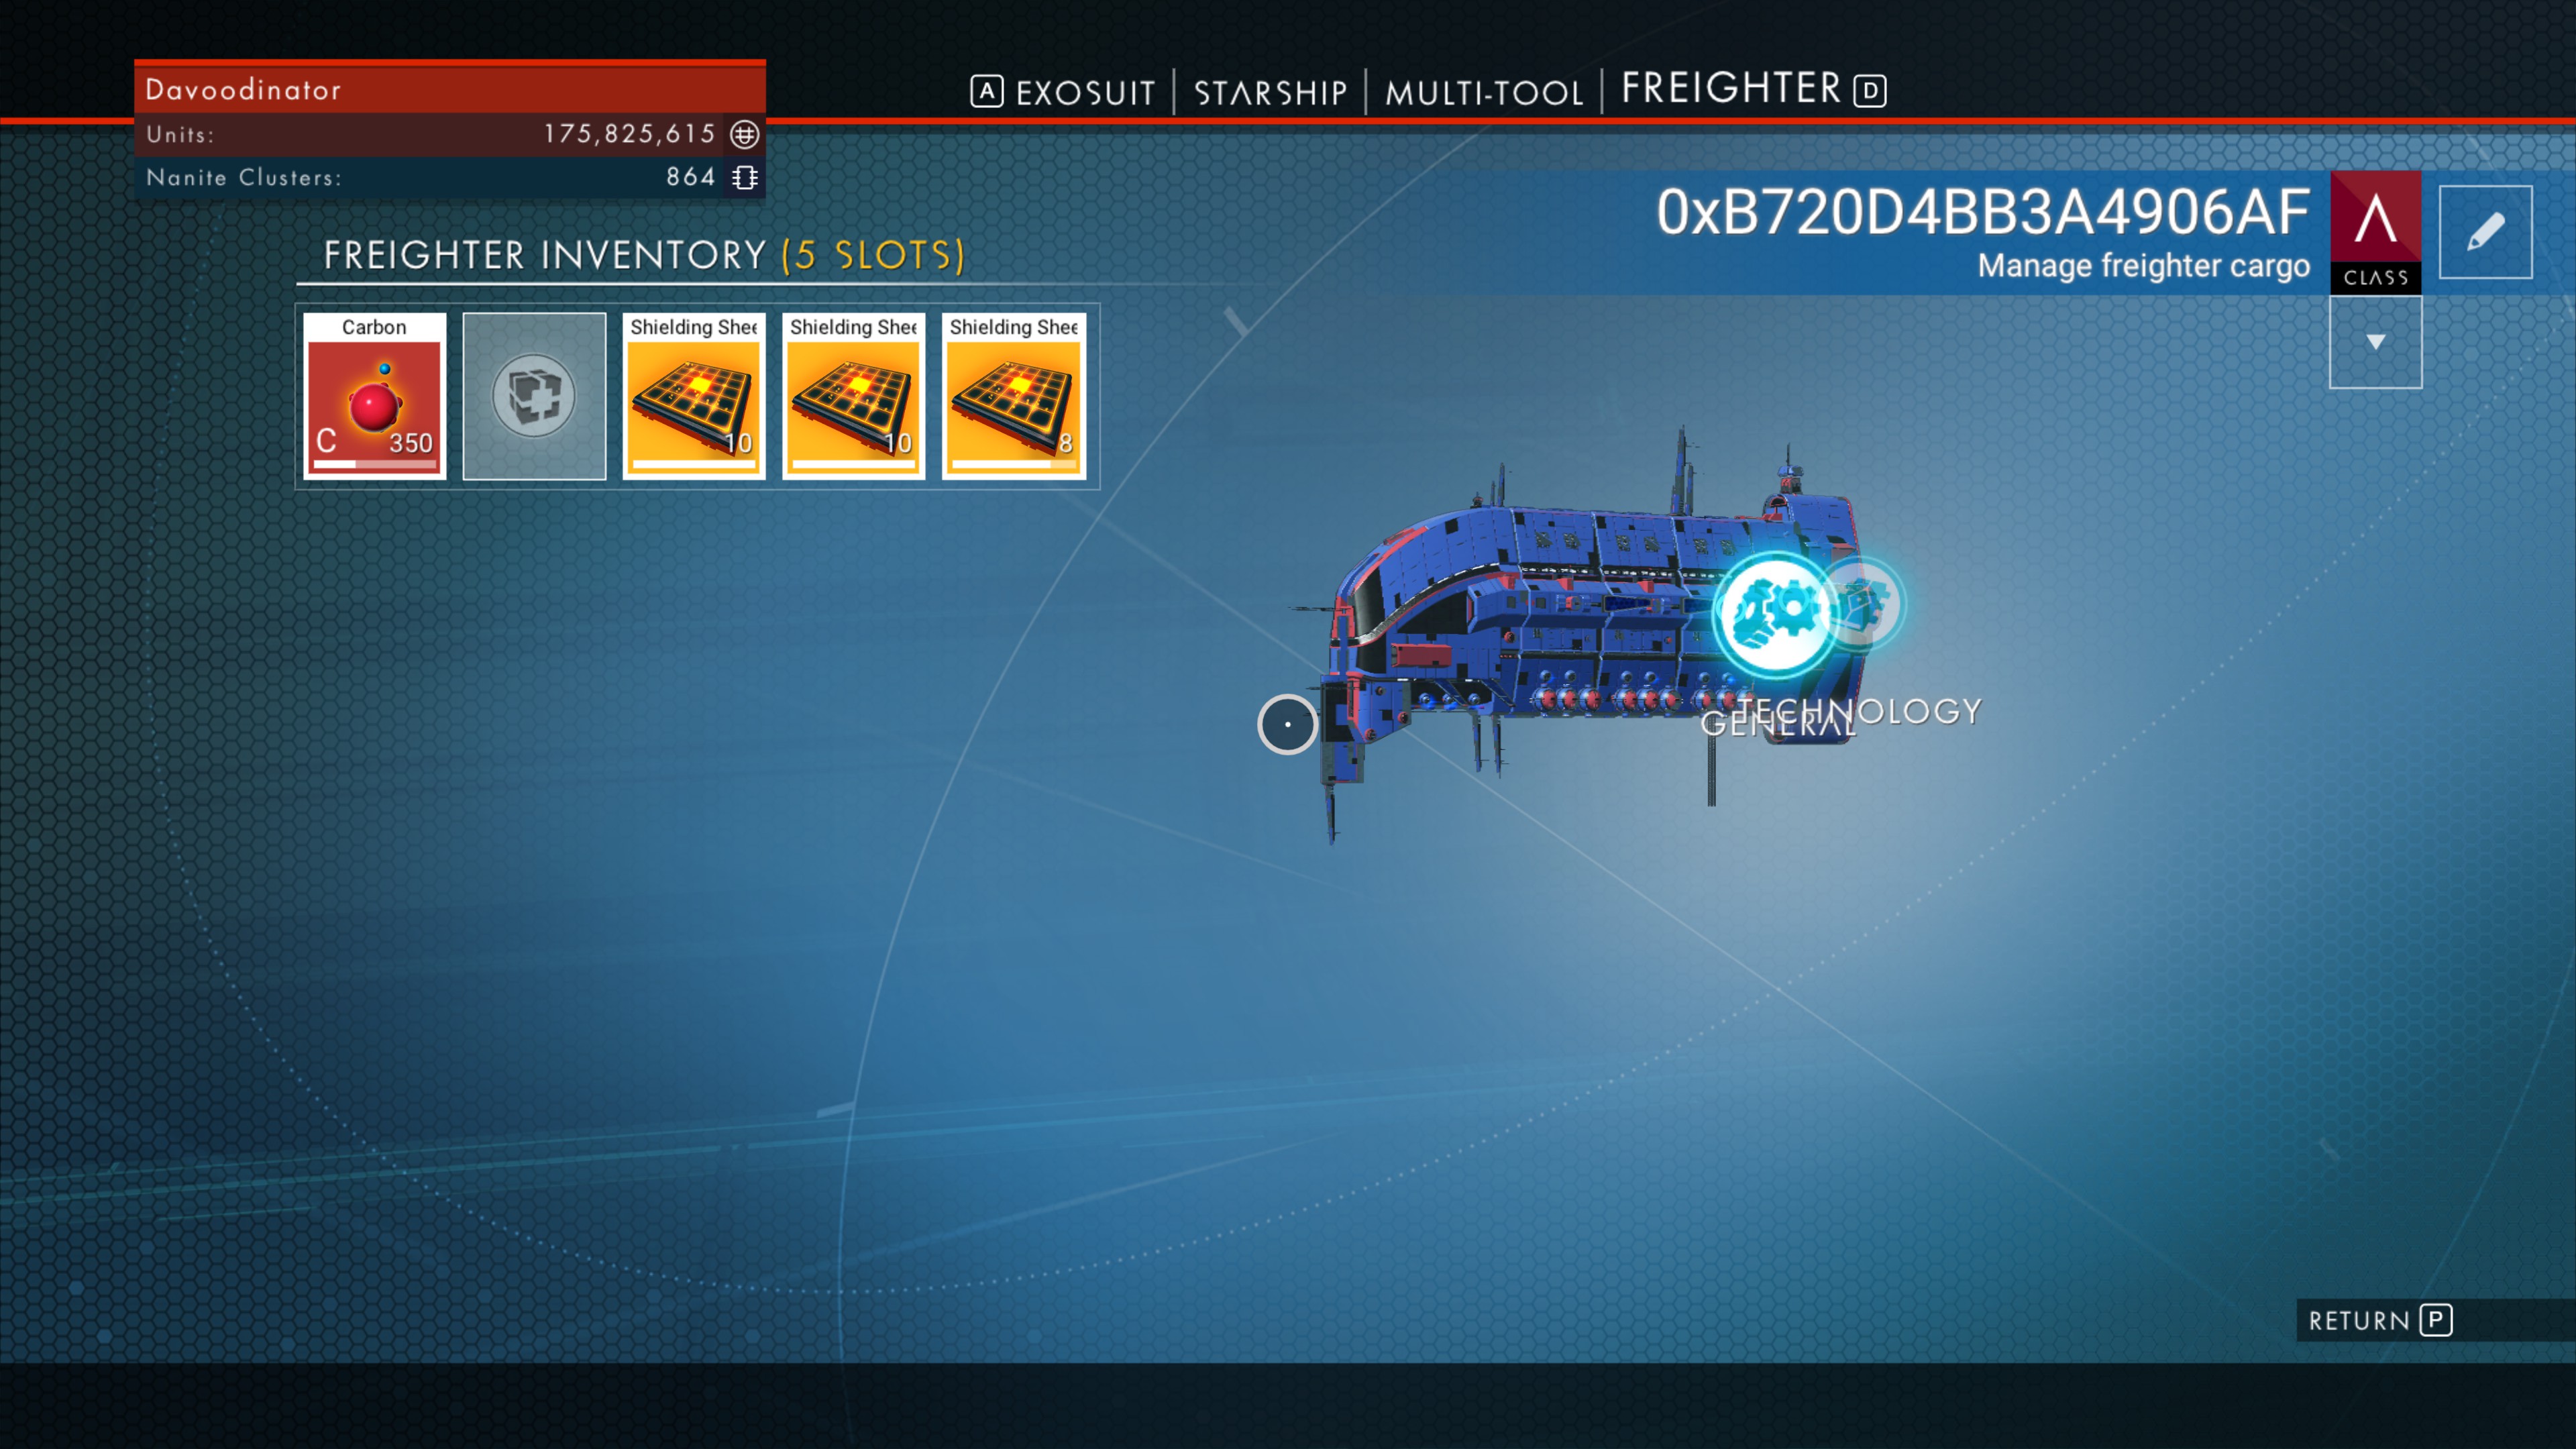 Davoodinator
Units: 175,825,615
Nanite Clusters: 864
A EXOSUIT STARSHIP MULTI-TOOL FREIGHTER D
0xB720D4BB3A4906AF
Manage freighter cargo
A
CLASS
FREIGHTER INVENTORY (5 SLOTS)
Carbon
C 350
Shielding Shee
10
Shielding Shee
10
Shielding Shee
8
TECHNOLOGY
GENERAL
RETURN P